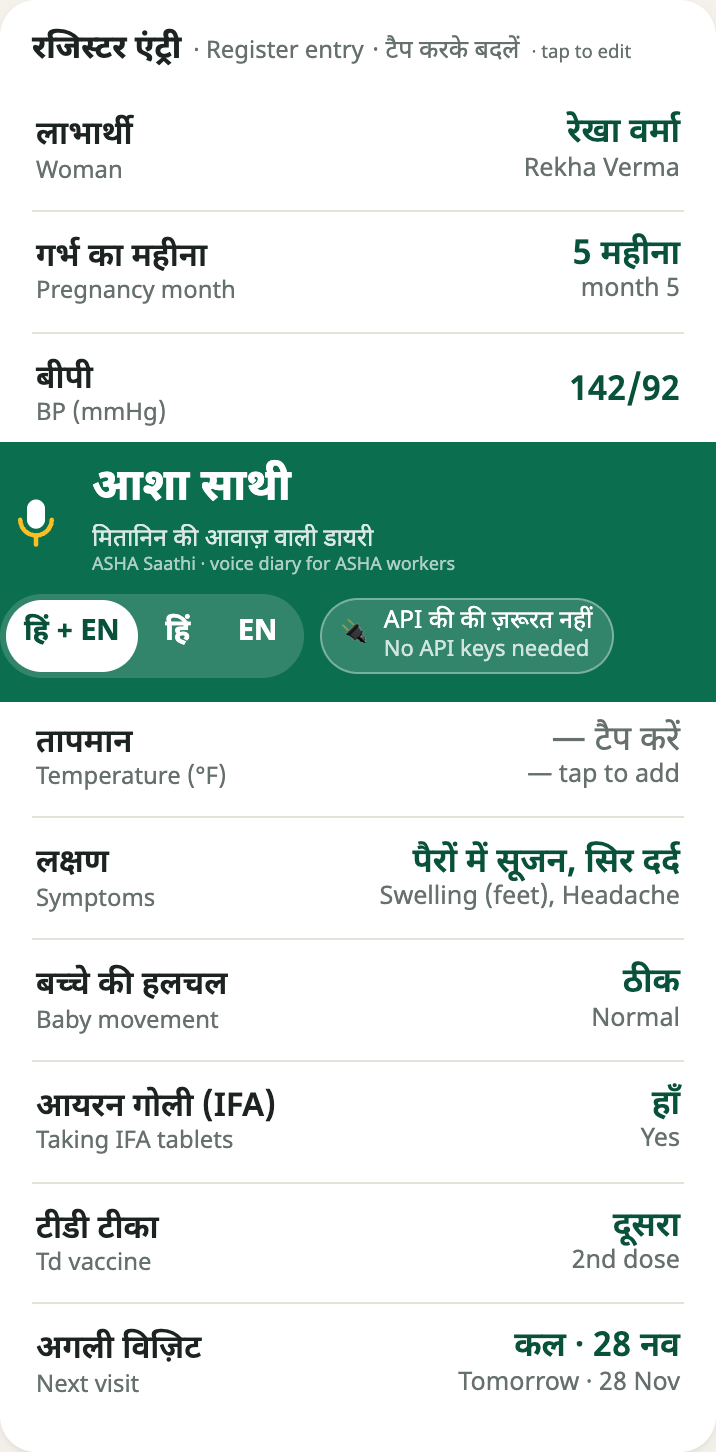 रजिस्टर एंट्री · Register entry · टैप करके बदलें · tap to edit
लाभार्थी रेखा वर्मा
Woman Rekha Verma
गर्भ का महीना 5 महीना
Pregnancy month month 5
बीपी 142/92
BP (mmHg)
आशा साथी
मितानिन की आवाज़ वाली डायरी
ASHA Saathi · voice diary for ASHA workers
हिं + EN हिं EN API की की ज़रूरत नहीं
No API keys needed
तापमान — टैप करें
Temperature (°F) — tap to add
लक्षण पैरों में सूजन, सिर दर्द
Symptoms Swelling (feet), Headache
बच्चे की हलचल ठीक
Baby movement Normal
आयरन गोली (IFA) हाँ
Taking IFA tablets Yes
टीडी टीका दूसरा
Td vaccine 2nd dose
अगली विज़िट कल · 28 नव
Next visit Tomorrow · 28 Nov